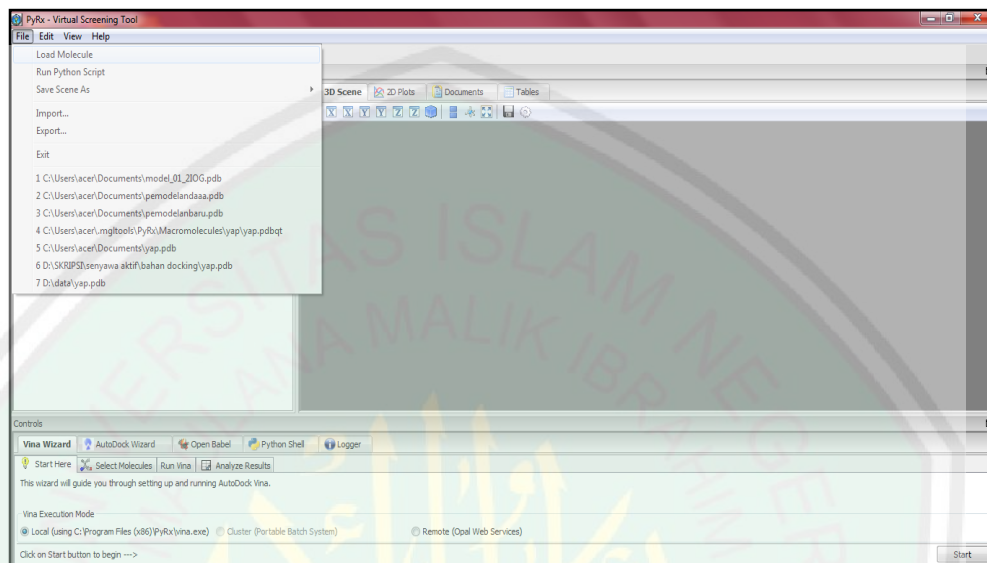 PyRx - Virtual Screening Tool
File Edit View Help
Load Molecule
Run Python Script
Save Scene As
Import...
Export...
Exit
1 C:\Users\acer\Documents\model_01_2IOG.pdb
2 C:\Users\acer\Documents\pemodelandaaa.pdb
3 C:\Users\acer\Documents\pemodelanbaru.pdb
4 C:\Users\acer\.mgltools\PyRx\Macromolecules\yap\yap.pdbqt
5 C:\Users\acer\Documents\yap.pdb
6 D:\SKRIPSI\senyawa aktif\bahan docking\yap.pdb
7 D:\data\yap.pdb
3D Scene 2D Plots Documents Tables
X X Y Y Z Z
Controls
Vina Wizard AutoDock Wizard Open Babel Python Shell Logger
Start Here Select Molecules Run Vina Analyze Results
This wizard will guide you through setting up and running AutoDock Vina.
Vina Execution Mode
Local (using C:\Program Files (x86)\PyRx\vina.exe) Cluster (Portable Batch System) Remote (Opal Web Services)
Click on Start button to begin --->
Start